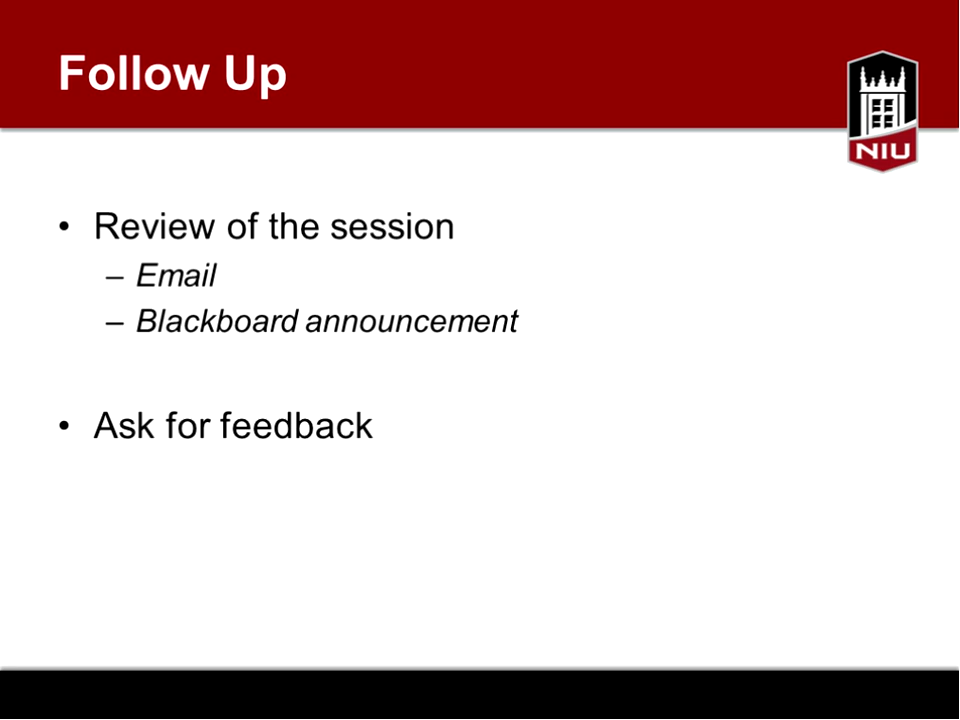 Follow Up
NIU
• Review of the session
– Email
– Blackboard announcement
• Ask for feedback